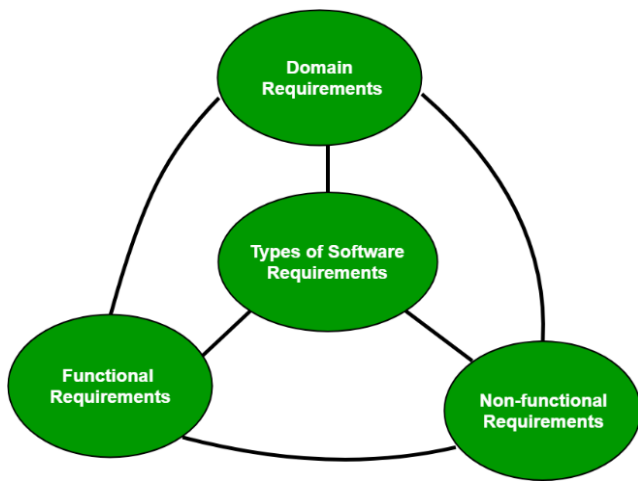 Domain
Requirements
Types of Software
Requirements
Functional
Requirements
Non-functional
Requirements